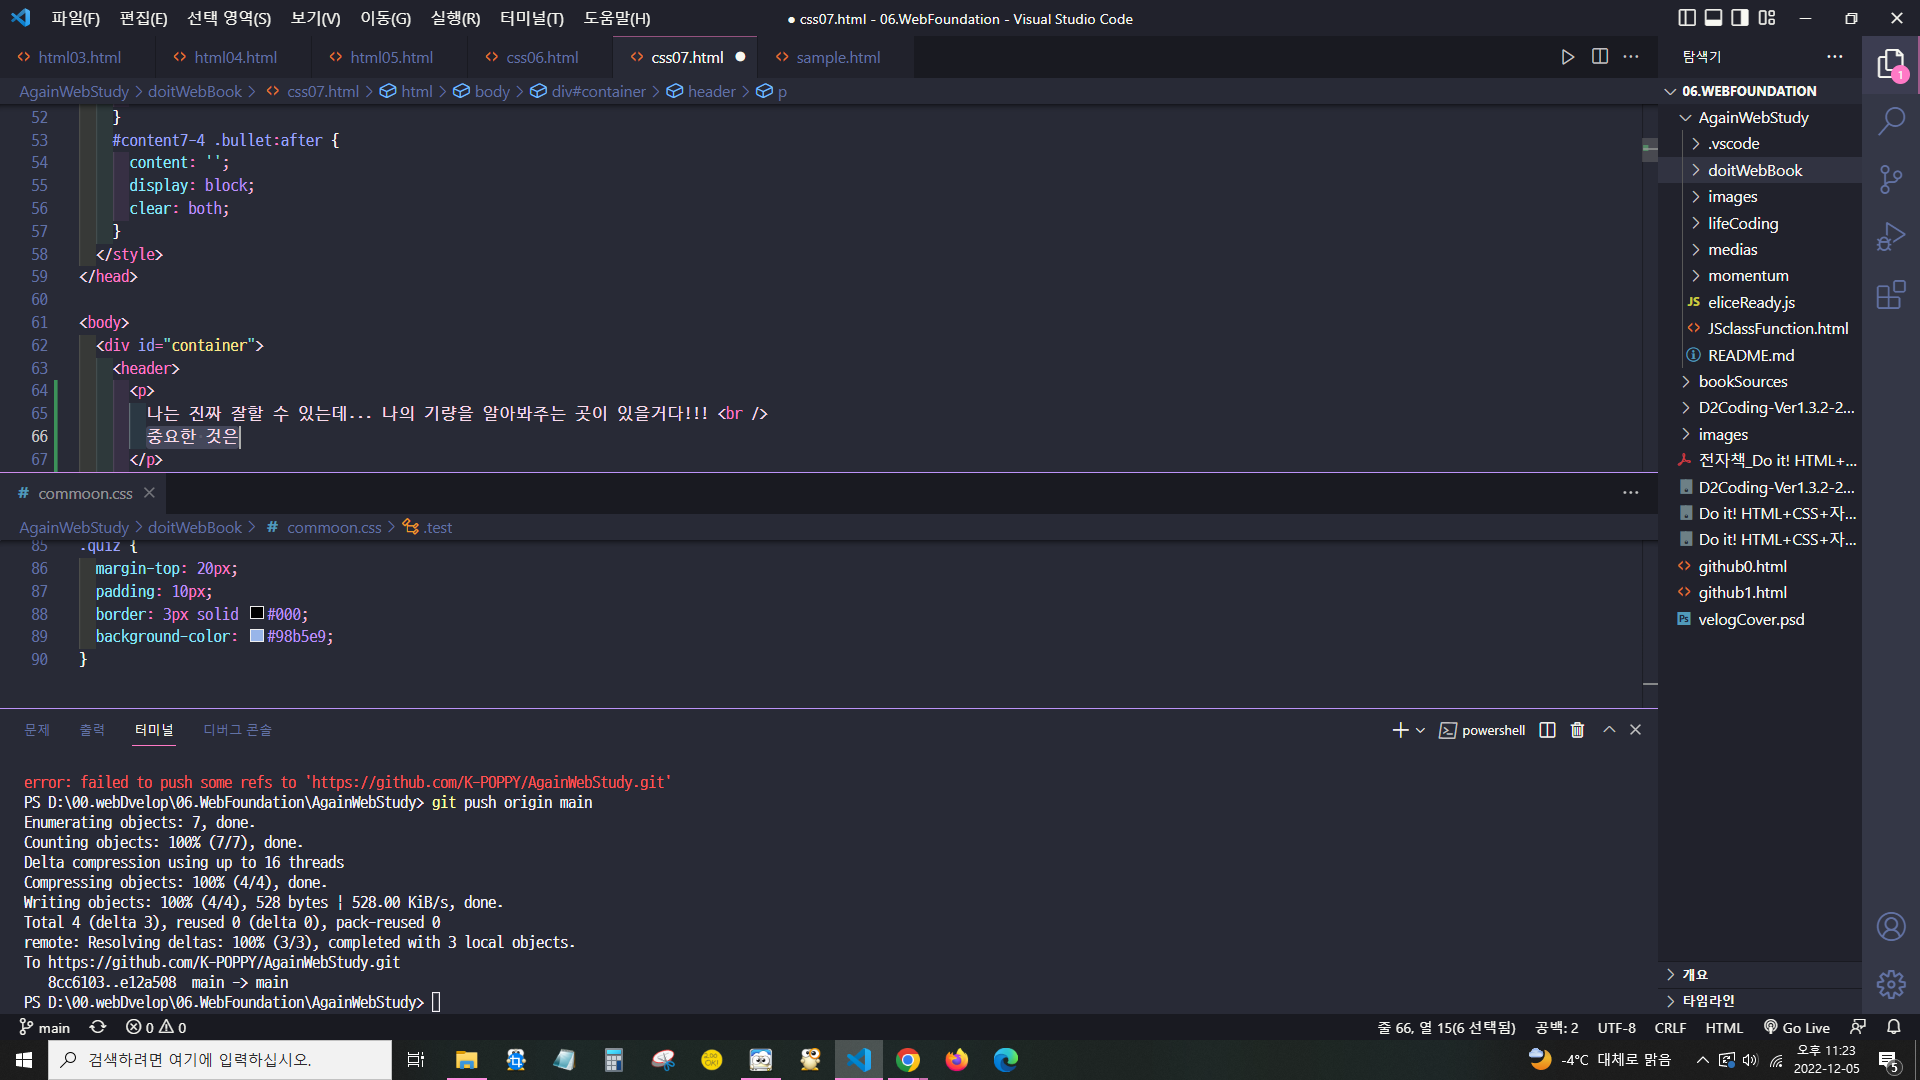 파일(F) 편집(E) 선택 영역(S) 보기(V) 이동(G) 실행(R) 터미널(T) 도움말(H)
● css07.html - 06.WebFoundation - Visual Studio Code
html03.html html04.html html05.html css06.html css07.html ● sample.html
AgainWebStudy > doitWebBook > css07.html > html > body > div#container > header > p
52 }
53 #content7-4 .bullet:after {
54 content: '';
55 display: block;
56 clear: both;
57 }
58 </style>
59 </head>
60
61 <body>
62 <div id="container">
63 <header>
64 <p>
65 나는 진짜 잘할 수 있는데... 나의 기량을 알아봐주는 곳이 있을거다!!! <br />
66 중요한 것은
67 </p>
# commoon.css
AgainWebStudy > doitWebBook > # commoon.css > .test
85 .quiz {
86 margin-top: 20px;
87 padding: 10px;
88 border: 3px solid #000;
89 background-color: #98b5e9;
90 }
문제 출력 터미널 디버그 콘솔
powershell
error: failed to push some refs to 'https://github.com/K-POPPY/AgainWebStudy.git'
PS D:\00.webDvelop\06.WebFoundation\AgainWebStudy> git push origin main
Enumerating objects: 7, done.
Counting objects: 100% (7/7), done.
Delta compression using up to 16 threads
Compressing objects: 100% (4/4), done.
Writing objects: 100% (4/4), 528 bytes | 528.00 KiB/s, done.
Total 4 (delta 3), reused 0 (delta 0), pack-reused 0
remote: Resolving deltas: 100% (3/3), completed with 3 local objects.
To https://github.com/K-POPPY/AgainWebStudy.git
8cc6103..e12a508 main -> main
PS D:\00.webDvelop\06.WebFoundation\AgainWebStudy>
탐색기
06.WEBFOUNDATION
AgainWebStudy
.vscode
doitWebBook
images
lifeCoding
medias
momentum
JS eliceReady.js
JSclassFunction.html
README.md
bookSources
D2Coding-Ver1.3.2-2...
images
전자책_Do it! HTML+...
D2Coding-Ver1.3.2-2...
Do it! HTML+CSS+자...
Do it! HTML+CSS+자...
github0.html
github1.html
Ps velogCover.psd
개요
타임라인
1
main 0 0
줄 66, 열 15(6 선택됨) 공백: 2 UTF-8 CRLF HTML Go Live
검색하려면 여기에 입력하십시오.
-4°C 대체로 맑음
오후 11:23
2022-12-05
5